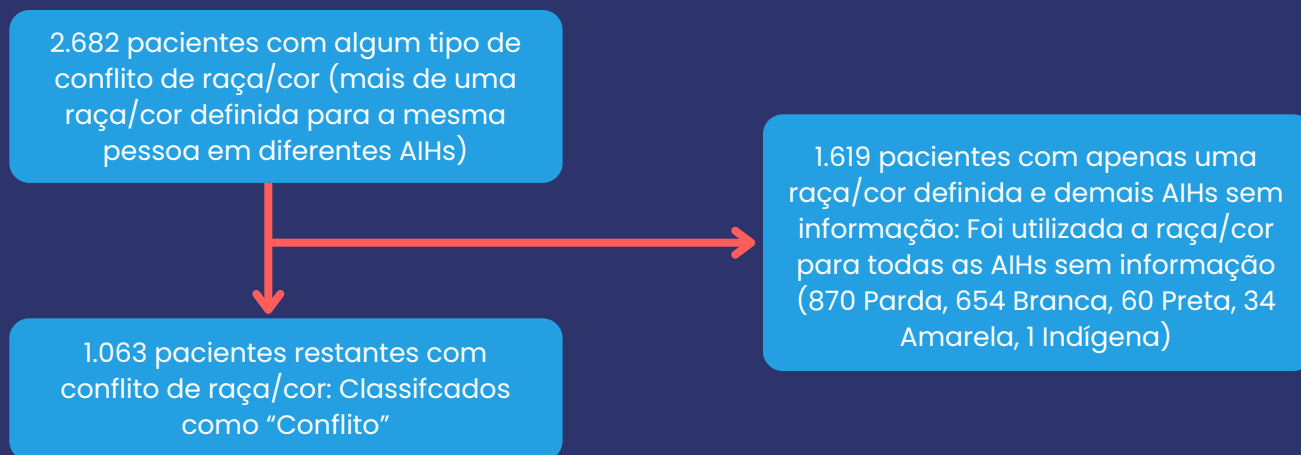 2.682 pacientes com algum tipo de
conflito de raça/cor (mais de uma
raça/cor definida para a mesma
pessoa em diferentes AIHs)
1.619 pacientes com apenas uma
raça/cor definida e demais AIHs sem
informação: Foi utilizada a raça/cor
para todas as AIHs sem informação
(870 Parda, 654 Branca, 60 Preta, 34
Amarela, 1 Indígena)
1.063 pacientes restantes com
conflito de raça/cor: Classifcados
como “Conflito”